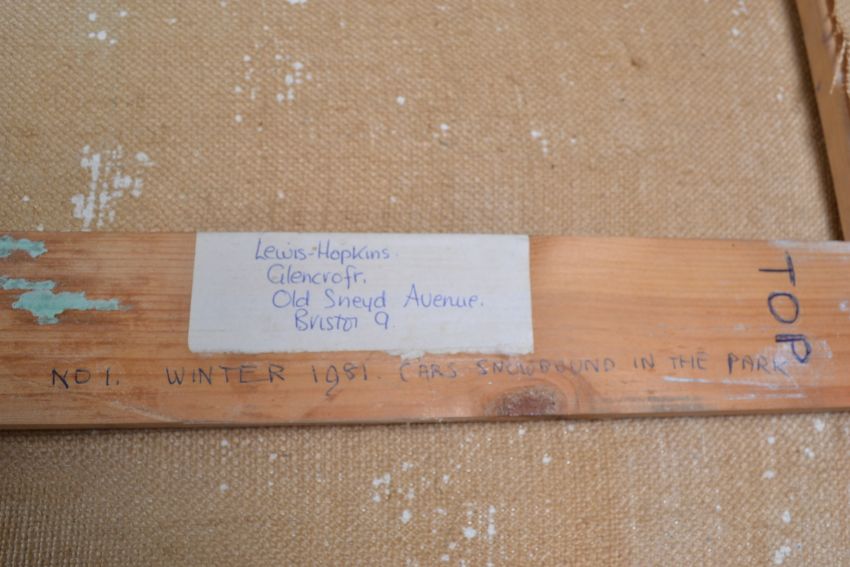 Lewis-Hopkins.
Glencroft.
Old Sneyd Avenue.
Bristol 9.
NO 1. WINTER 1981. CARS SNOWBOUND IN THE PARK
TOP